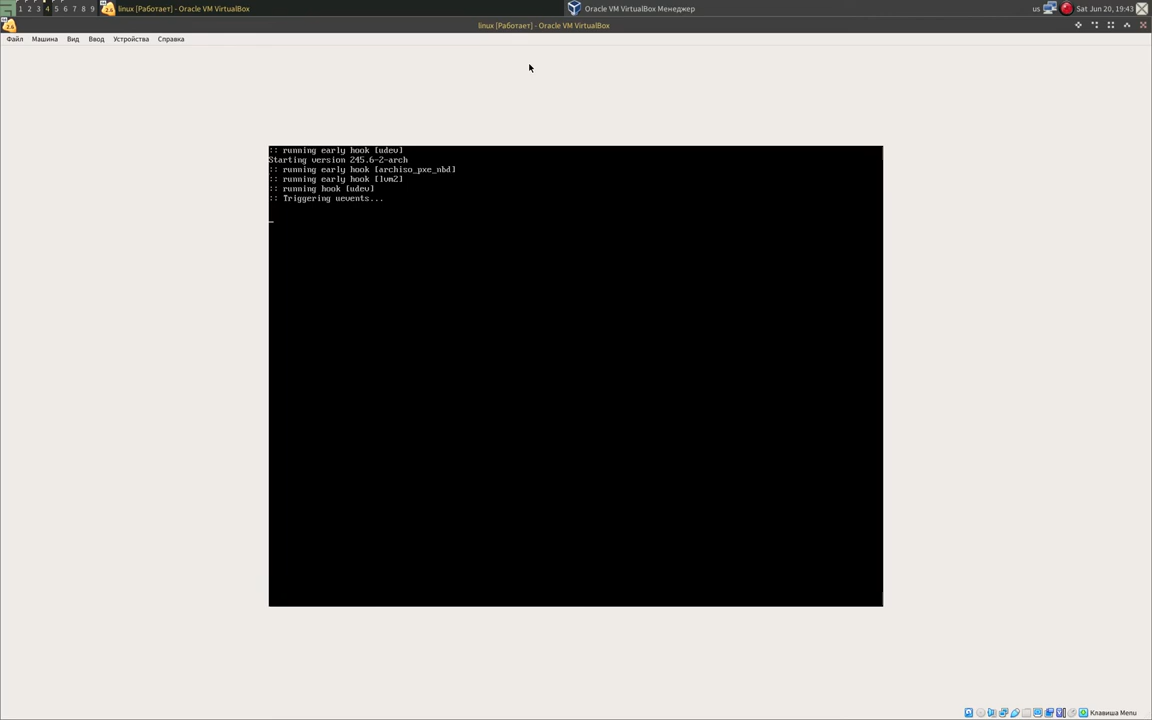 1 2 3 4 5 6 7 8 9 linux [Работает] - Oracle VM VirtualBox Oracle VM VirtualBox Менеджер us Sat Jun 20, 19:43
linux [Работает] - Oracle VM VirtualBox
Файл Машина Вид Ввод Устройства Справка
:: running early hook [udev]
Starting version 245.6-2-arch
:: running early hook [archiso_pxe_nbd]
:: running early hook [lvm2]
:: running hook [udev]
:: Triggering uevents...
Клавиша Menu